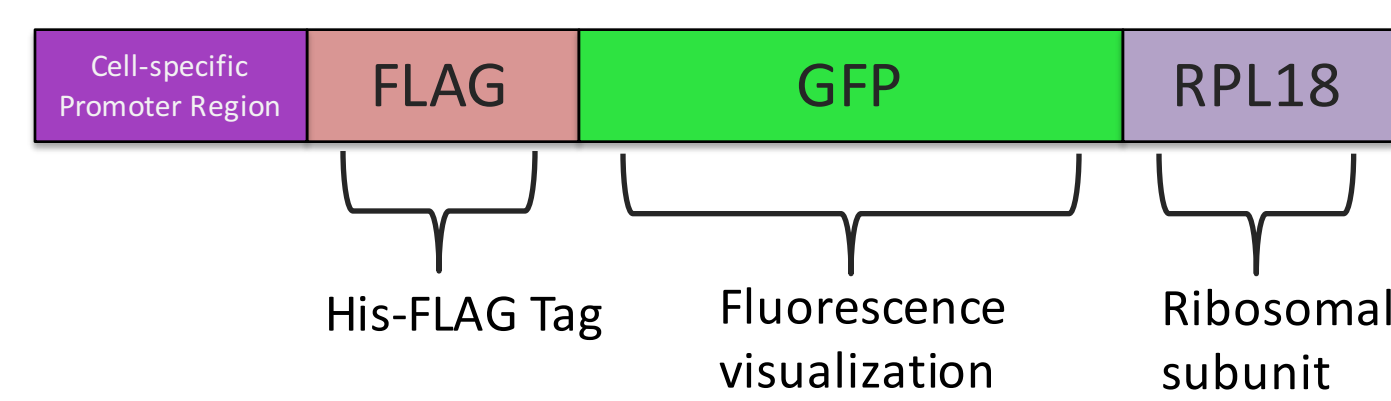 Cell-specific
Promoter Region
FLAG
GFP
RPL18
His-FLAG Tag
Fluorescence
visualization
Ribosomal
subunit